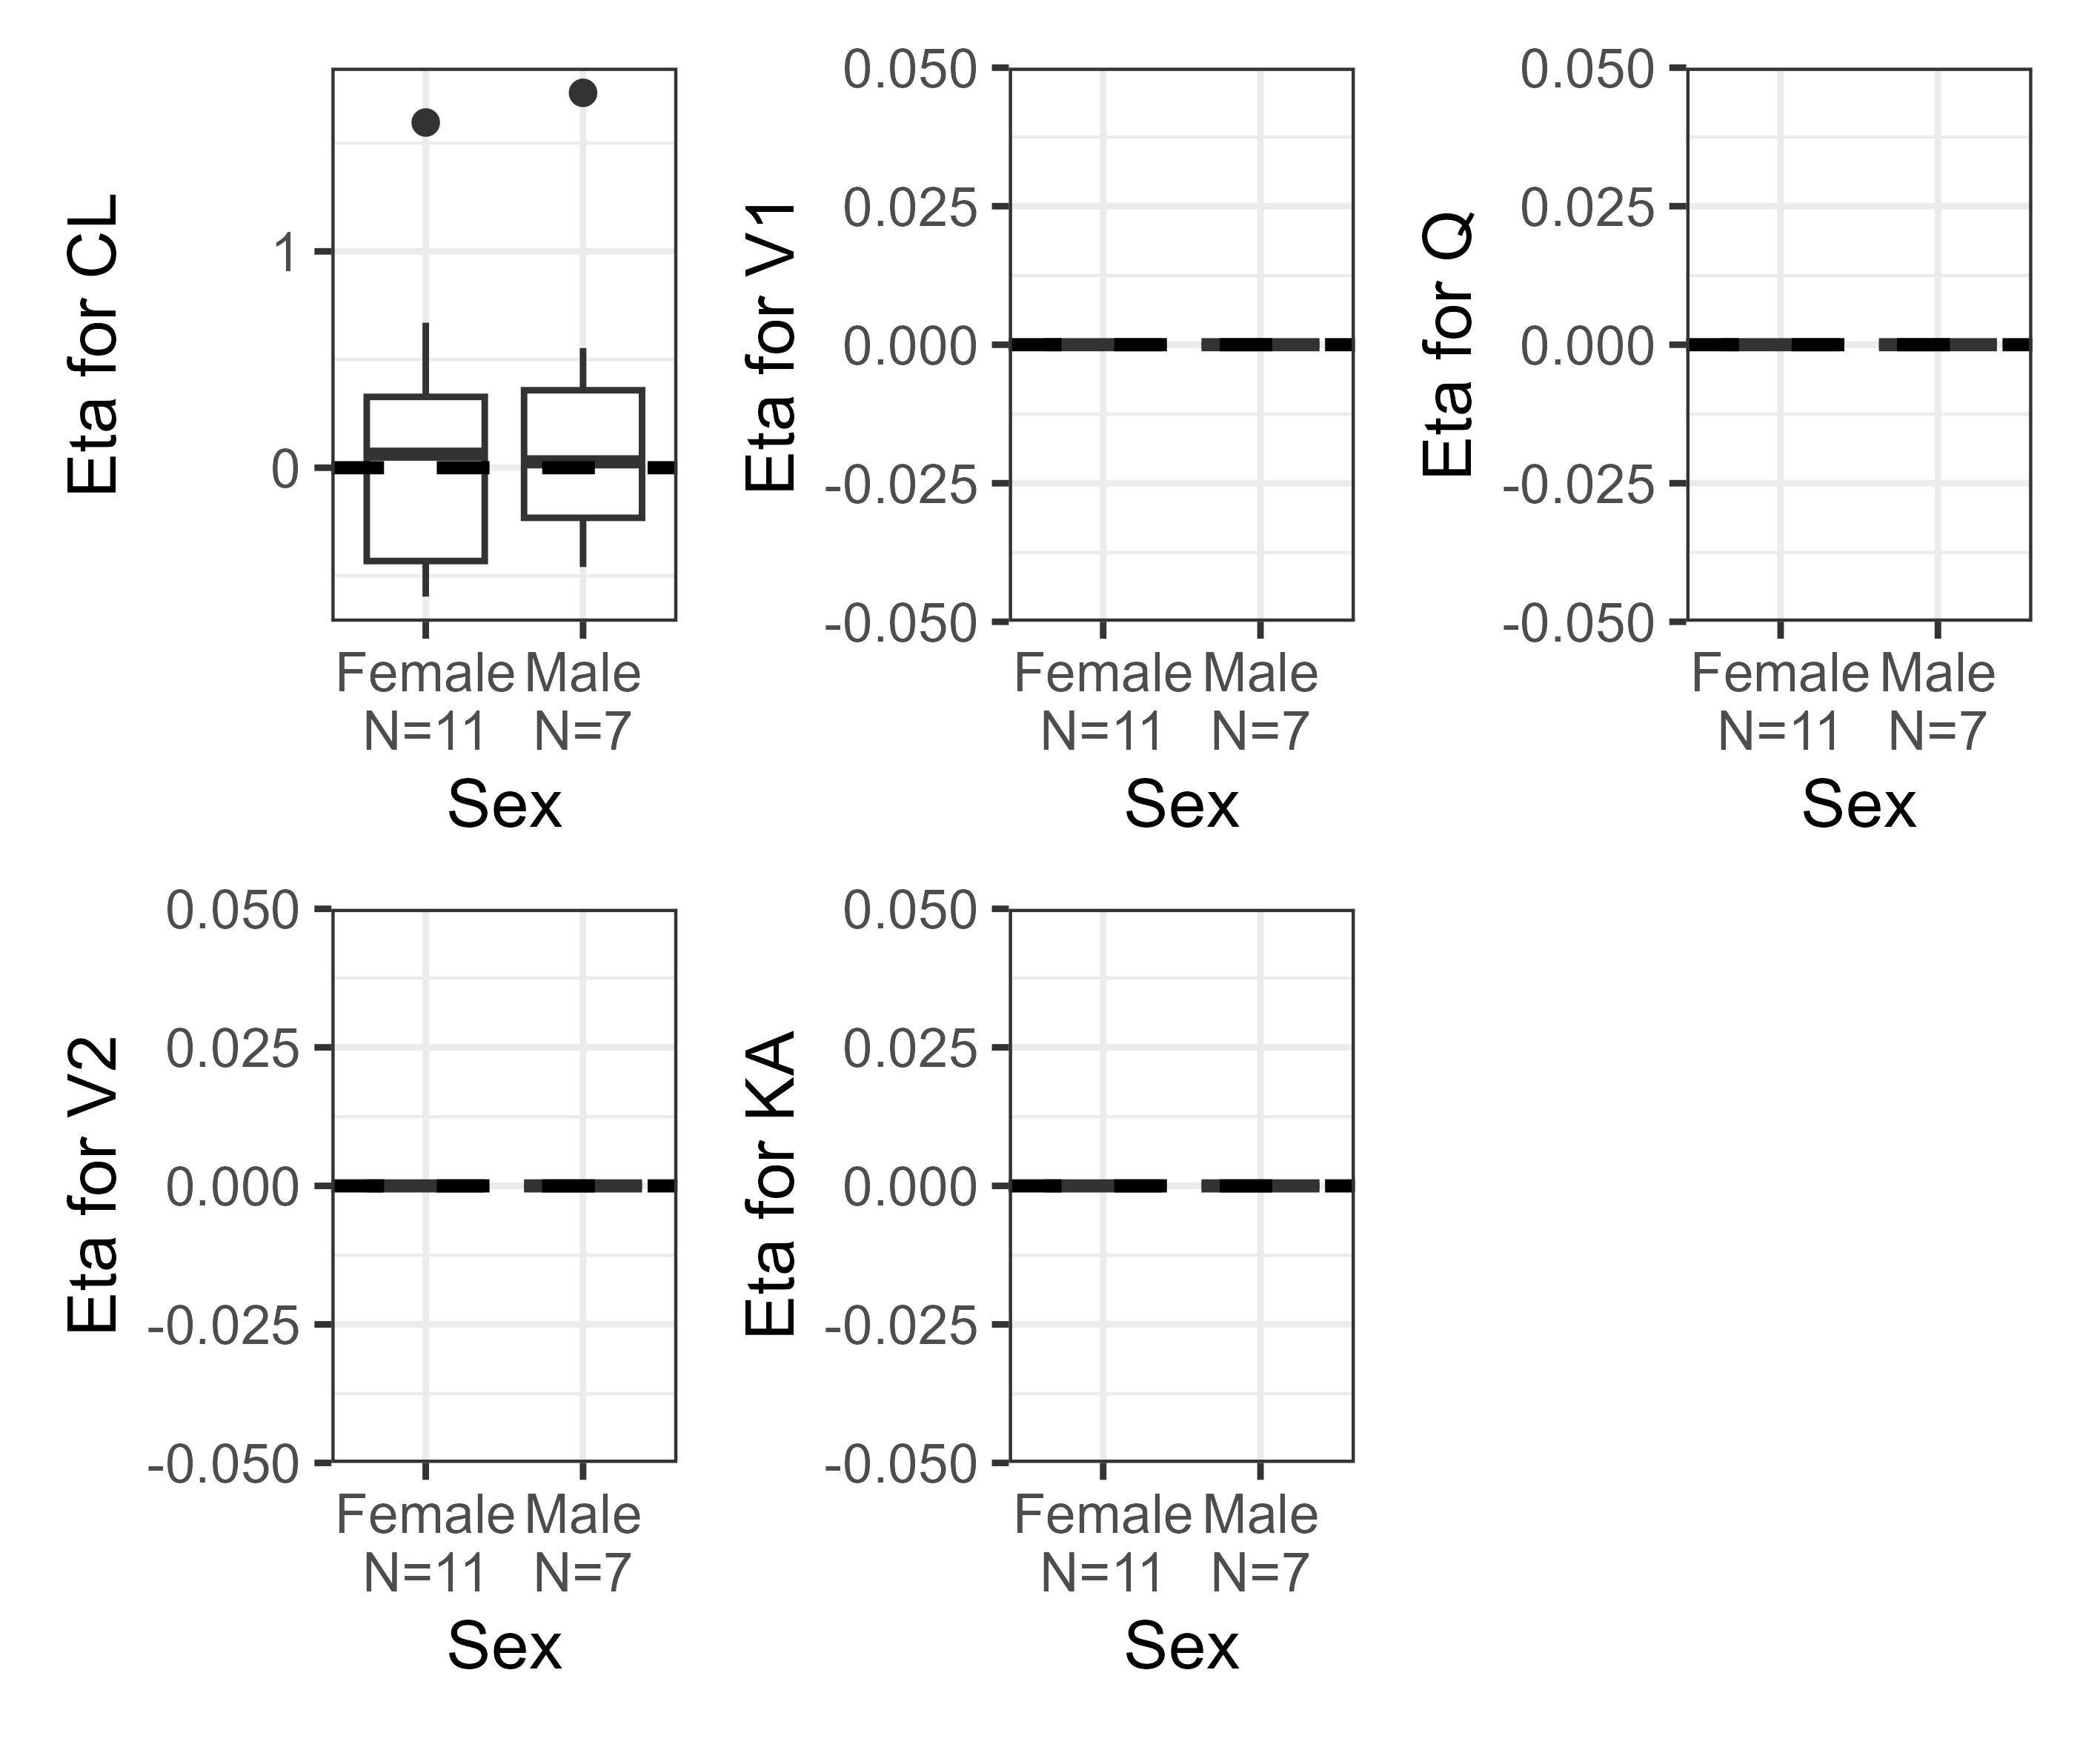 Eta for CL
1
0
Female Male
N=11 N=7
Sex
Eta for V1
0.050
0.025
0.000
-0.025
-0.050
Female Male
N=11 N=7
Sex
Eta for Q
0.050
0.025
0.000
-0.025
-0.050
Female Male
N=11 N=7
Sex
Eta for V2
0.050
0.025
0.000
-0.025
-0.050
Female Male
N=11 N=7
Sex
Eta for KA
0.050
0.025
0.000
-0.025
-0.050
Female Male
N=11 N=7
Sex